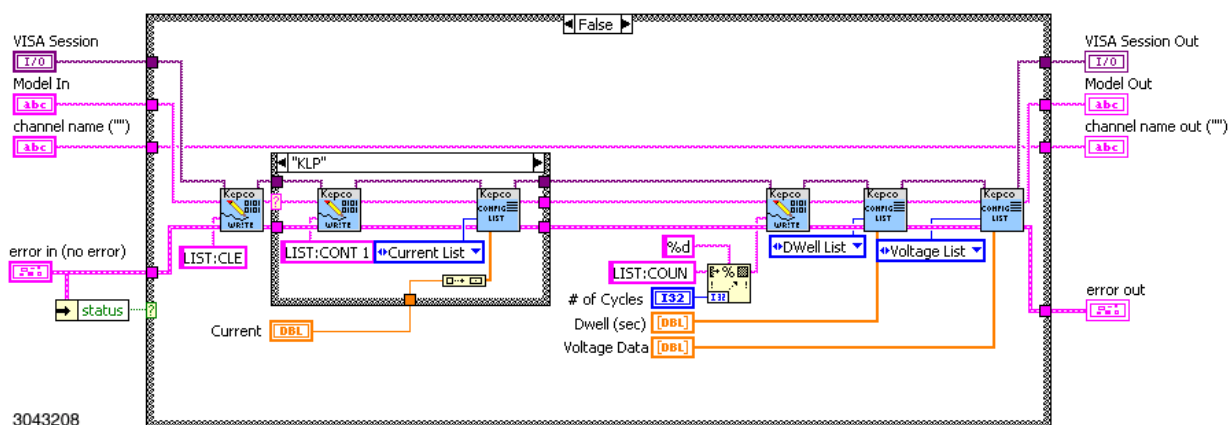 False
VISA Session
I/O
Model In
abc
channel name ("")
abc
VISA Session Out
I/O
Model Out
abc
channel name out ("")
abc
"KLP"
Kepco
WRITE
Kepco
WRITE
Kepco
CONFIG
LIST
Kepco
WRITE
Kepco
CONFIG
LIST
Kepco
CONFIG
LIST
?
LIST:CLE
LIST:CONT 1
Current List
%d
DWell List
Voltage List
LIST:COUN
error in (no error)
status
?
# of Cycles
I32
%
I32
Current
DBL
Dwell (sec)
[DBL]
Voltage Data
[DBL]
error out
3043208